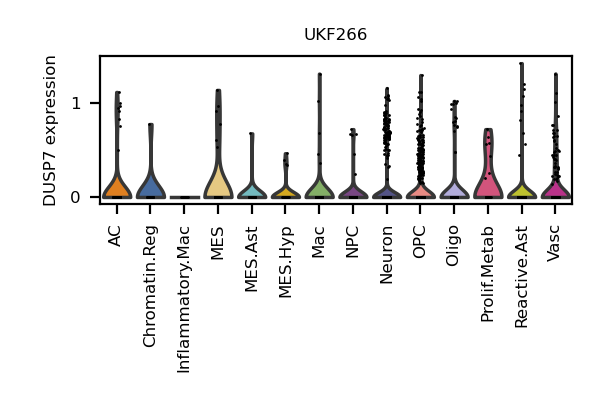 UKF266
DUSP7 expression
1
0
AC
Chromatin.Reg
Inflammatory.Mac
MES
MES.Ast
MES.Hyp
Mac
NPC
Neuron
OPC
Oligo
Prolif.Metab
Reactive.Ast
Vasc